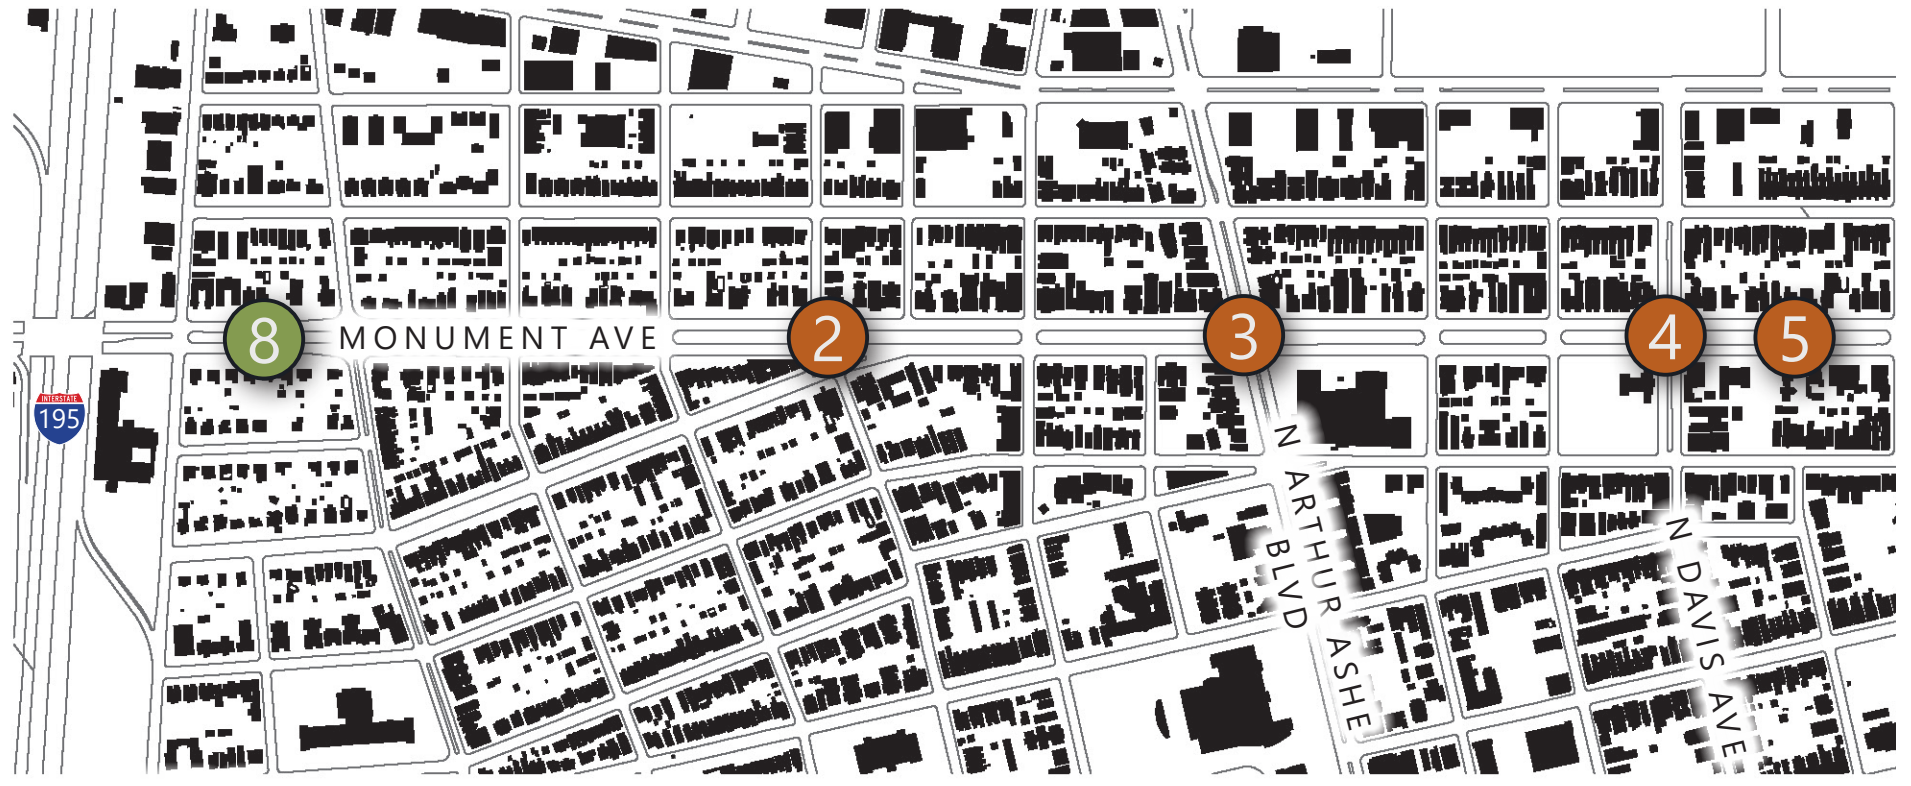 8
MONUMENT AVE
2
3
4
5
INTERSTATE
195
N ARTHUR ASHE
BLVD
N DAVIS AVE